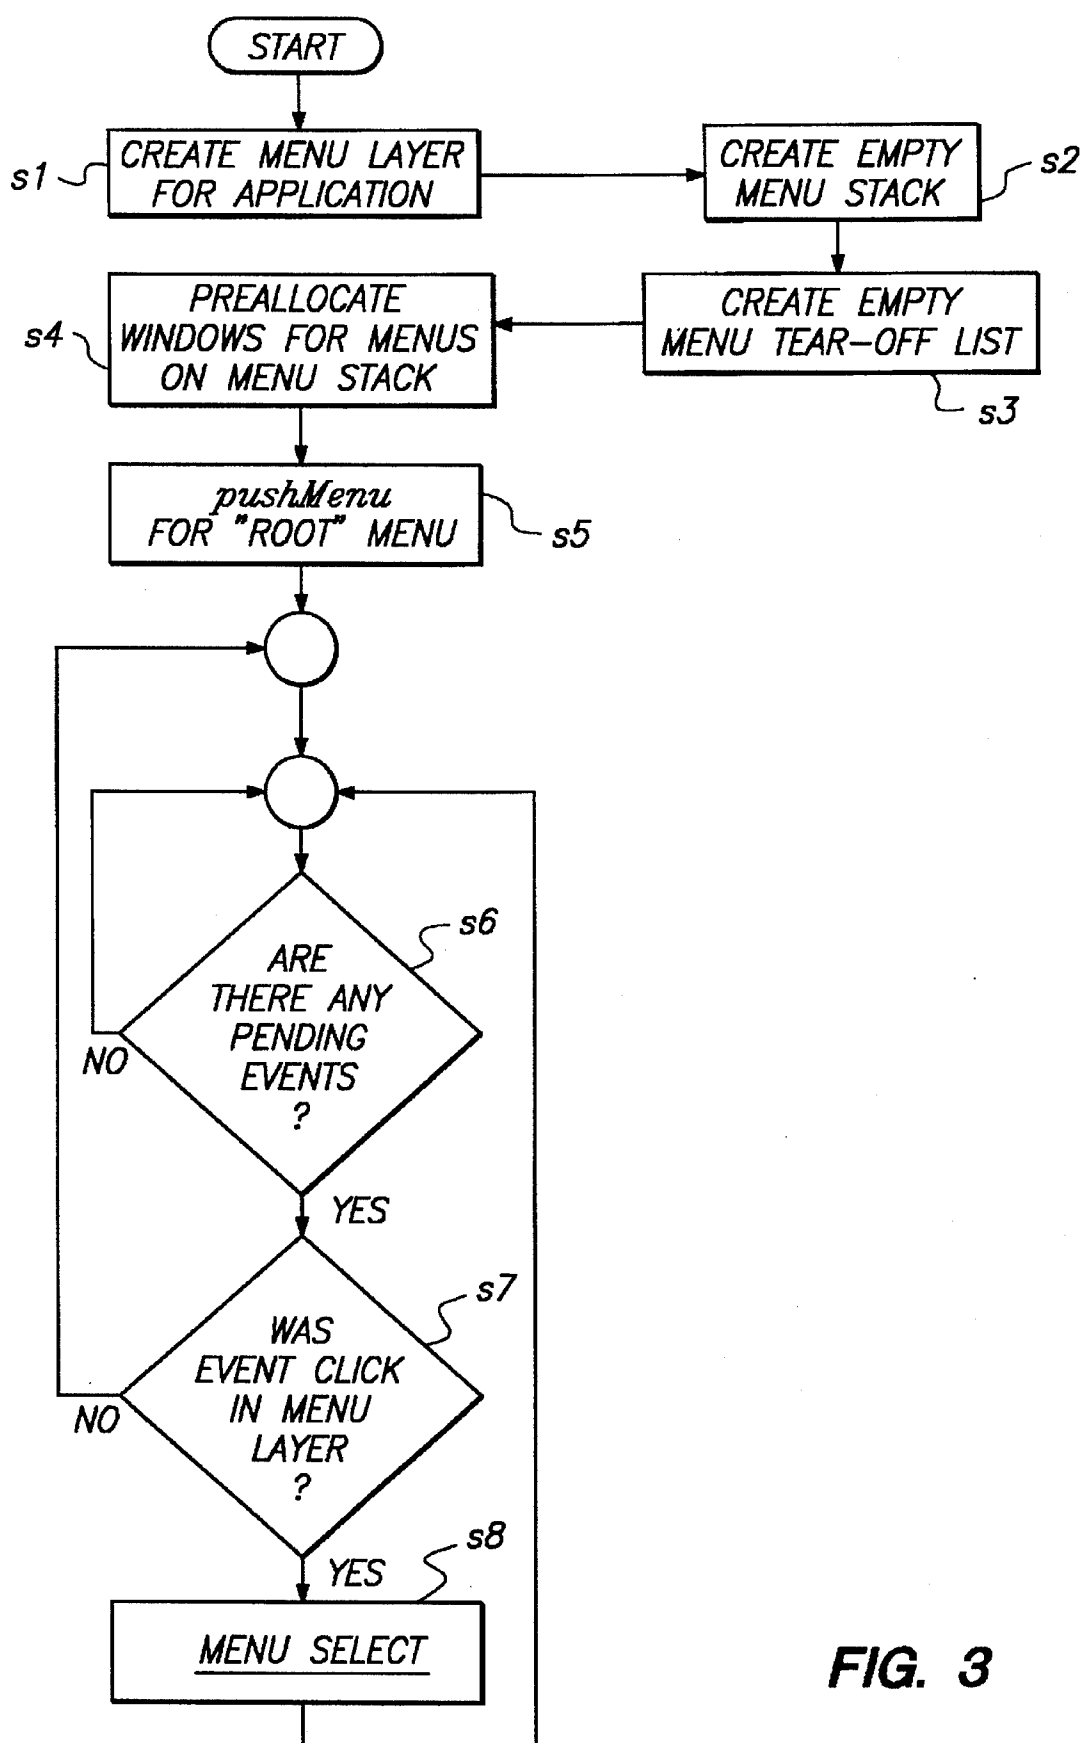 START
s1
CREATE MENU LAYER
FOR APPLICATION
CREATE EMPTY
MENU STACK
s2
CREATE EMPTY
MENU TEAR-OFF LIST
s3
s4
PREALLOCATE
WINDOWS FOR MENUS
ON MENU STACK
pushMenu
FOR "ROOT" MENU
s5
s6
ARE
THERE ANY
PENDING
EVENTS
?
NO
YES
s7
WAS
EVENT CLICK
IN MENU
LAYER
?
NO
YES
s8
MENU SELECT
FIG. 3